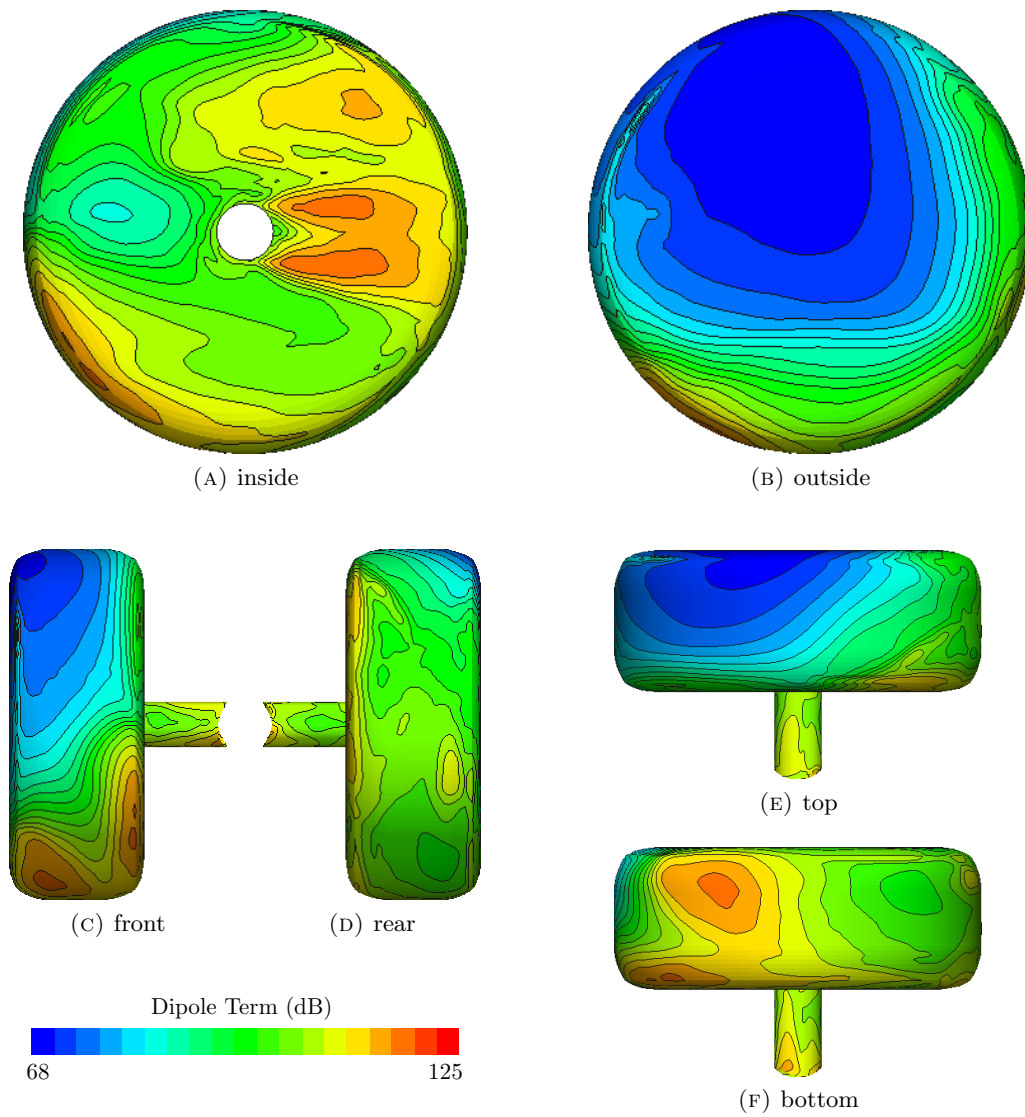 (A) inside
(B) outside
(C) front
(D) rear
(E) top
(F) bottom
Dipole Term (dB)
68 125